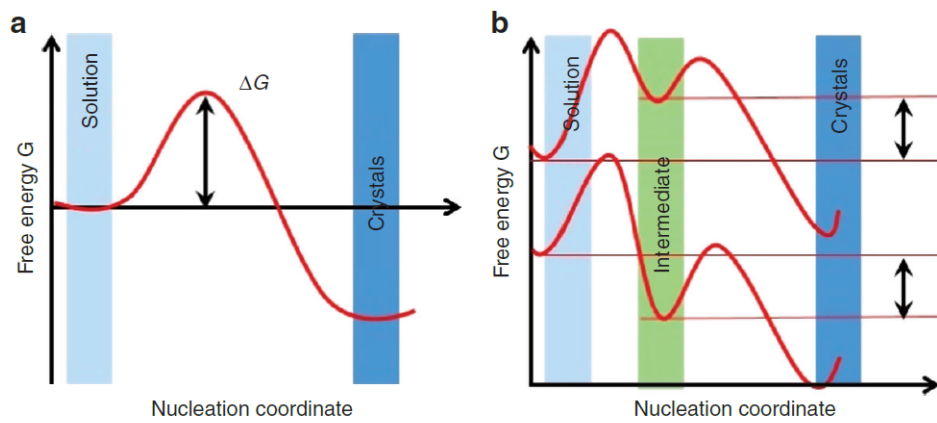 a
Free energy G
Solution
ΔG
Crystals
Nucleation coordinate
b
Free energy G
Solution
Intermediate
Crystals
Nucleation coordinate